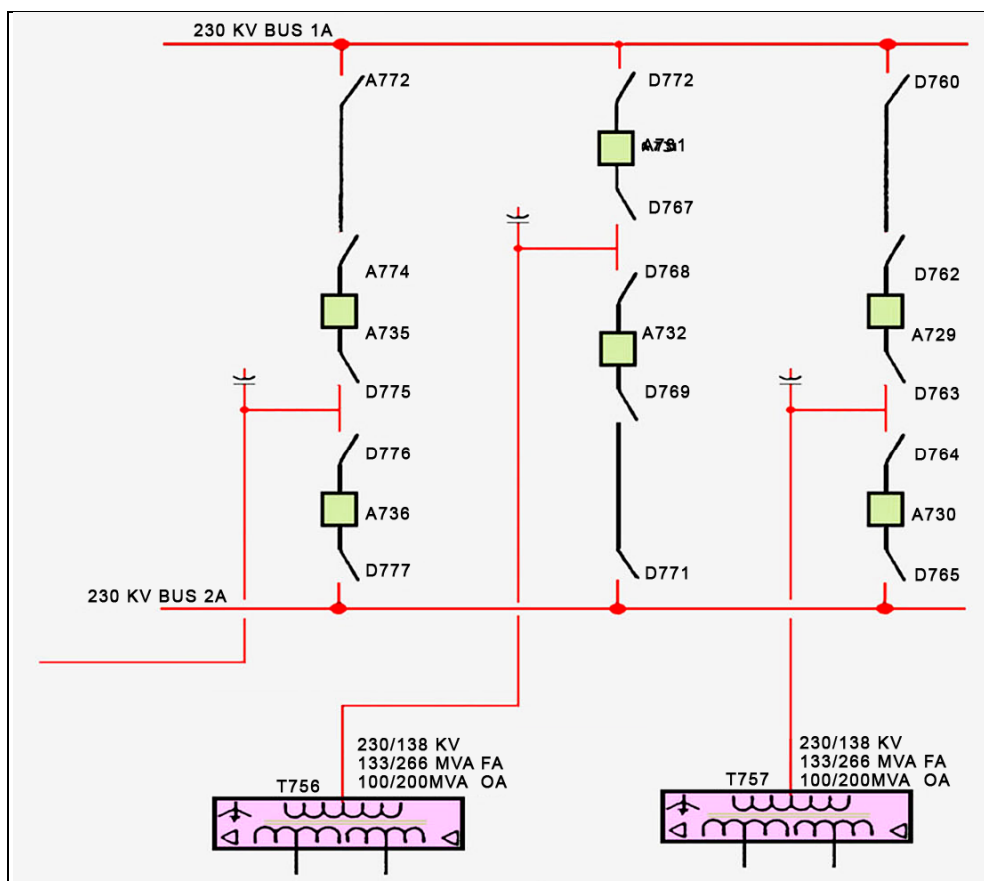 230 KV BUS 1A
A772
D772
D760
D767
A774
D768
D762
A735
A732
A729
D775
D769
D763
D776
D764
A736
A730
D777
D771
D765
230 KV BUS 2A
230/138 KV
133/266 MVA FA
100/200MVA OA
T756
230/138 KV
133/266 MVA FA
100/200MVA OA
T757